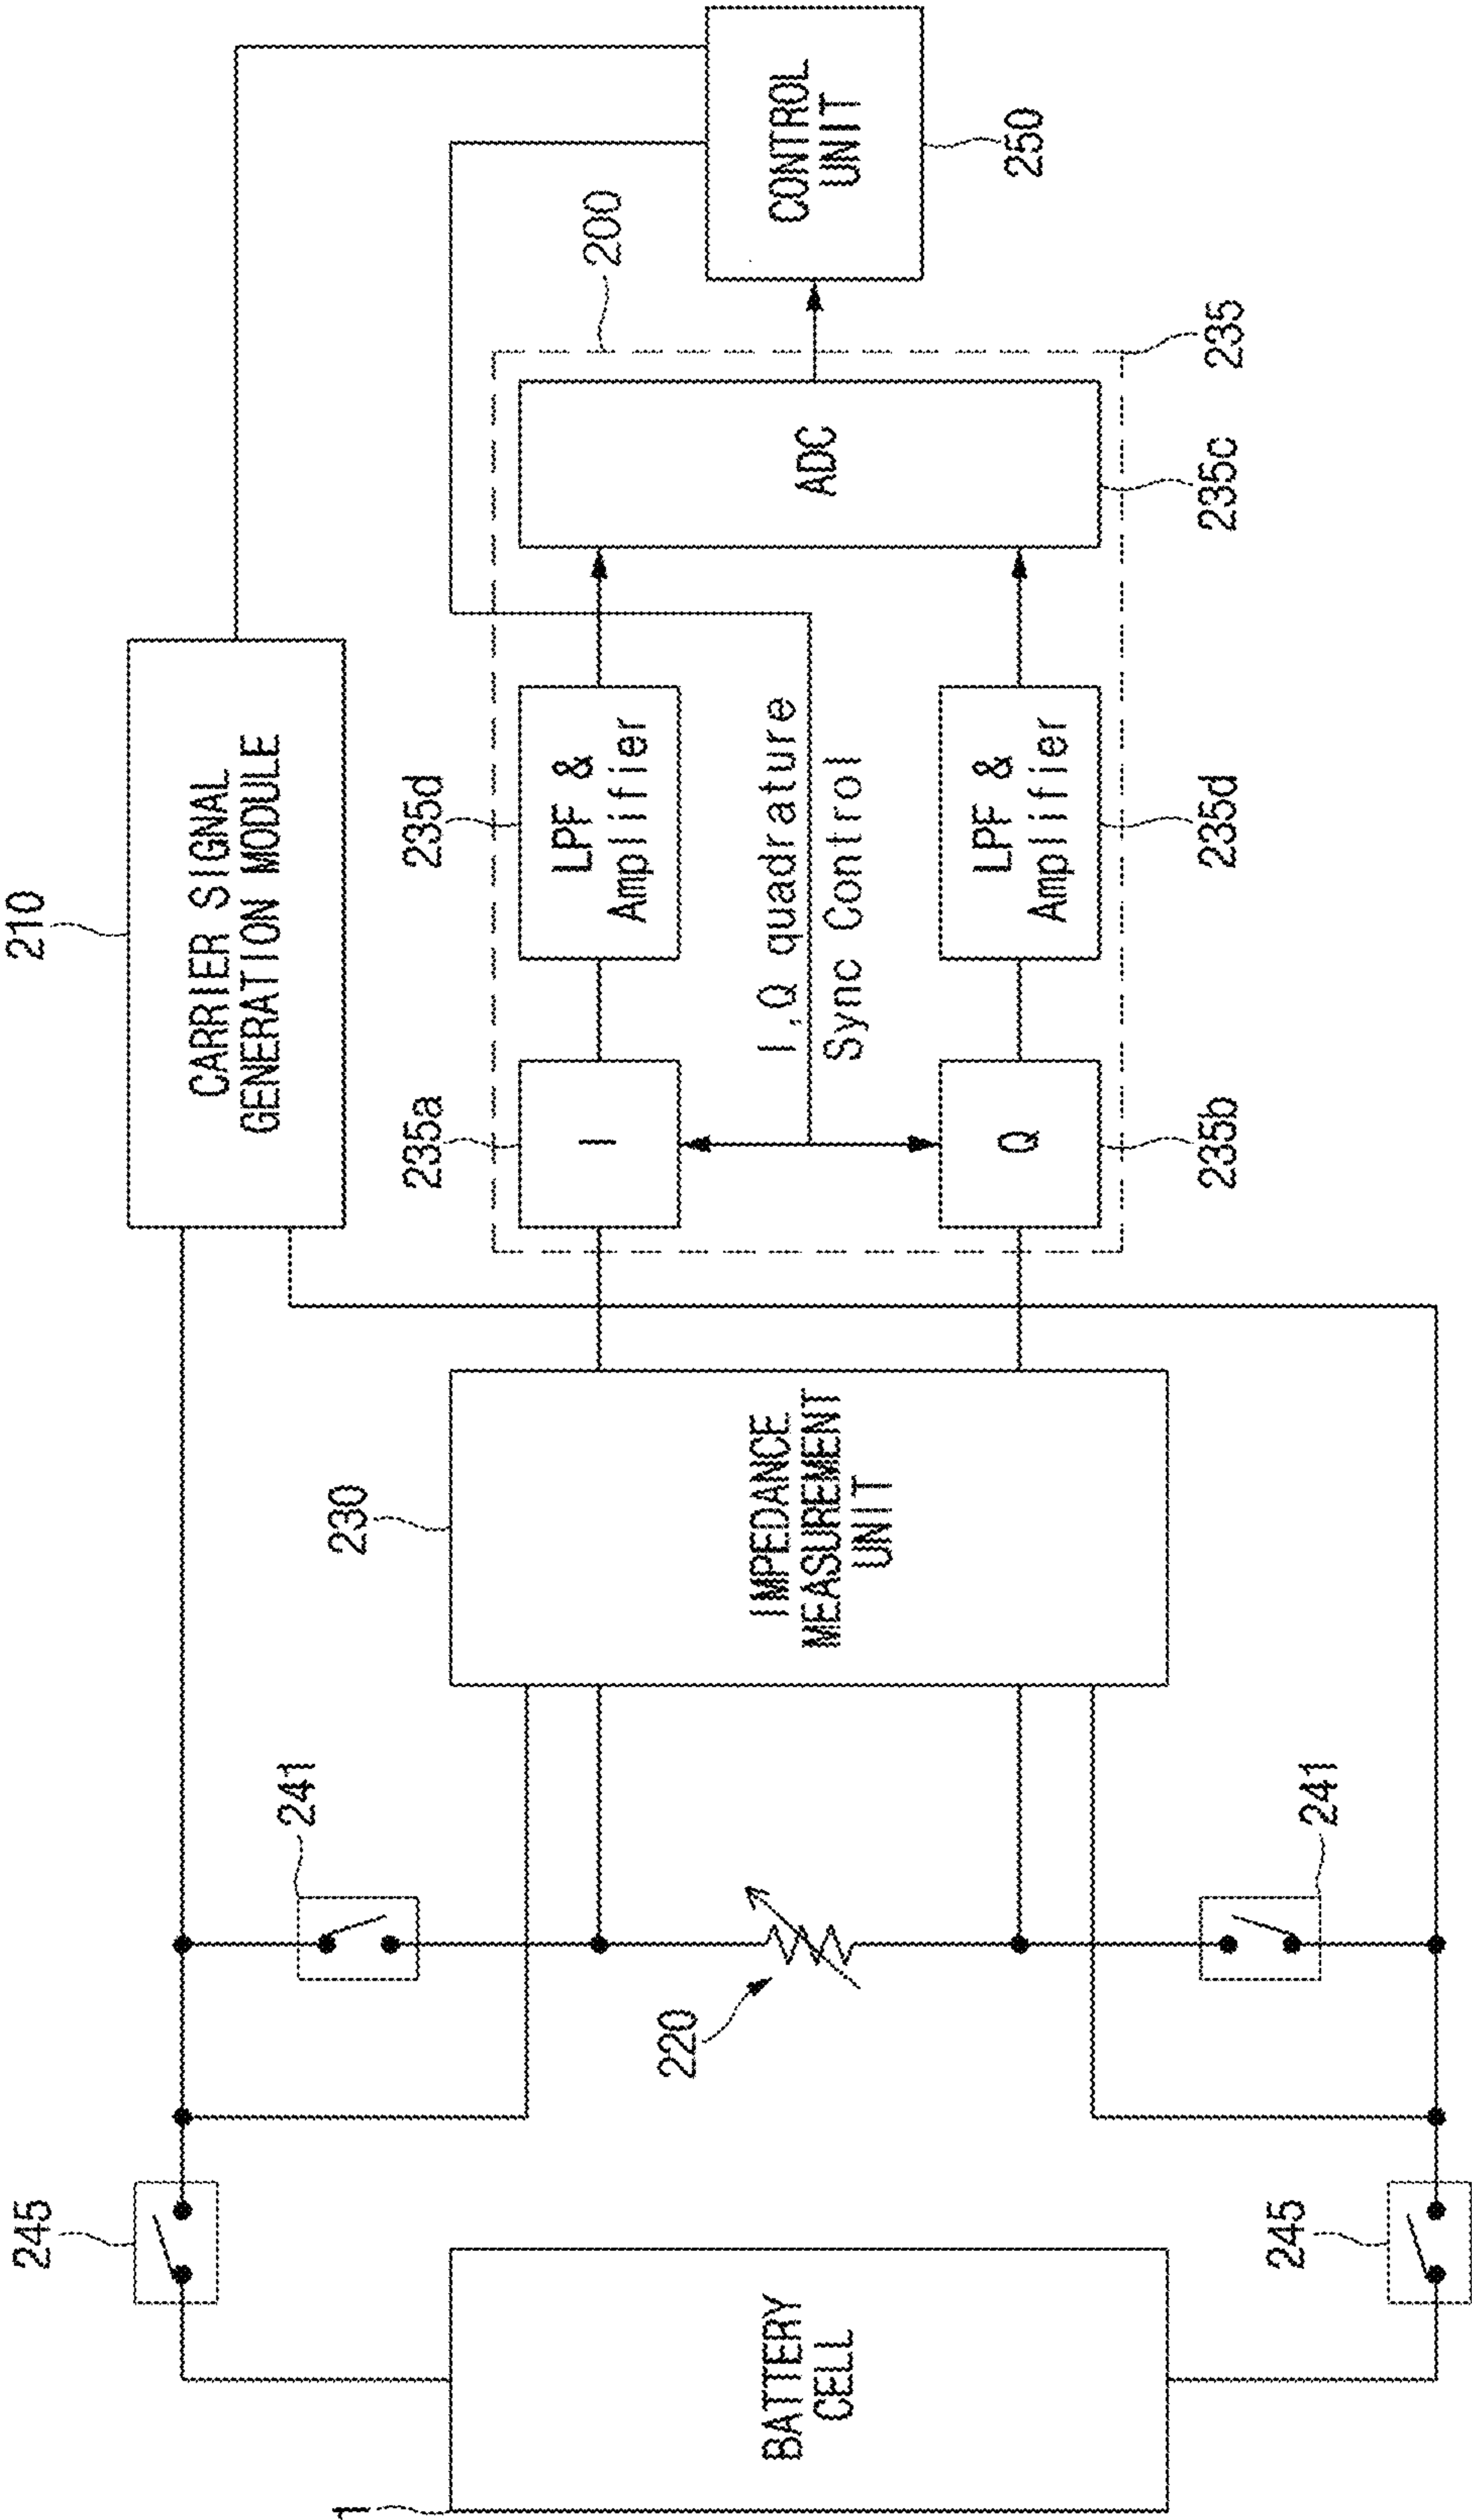 210
CARRIER SIGNAL
GENERATION MODULE
245
241
230
235a
235d
200
1
BATTERY
CELL
220
IMPEDANCE
MEASUREMENT
UNIT
I
LPF &
Amplifier
I,Q quadrature
Sync Control
ADC
CONTROL
UNIT
250
Q
LPF &
Amplifier
245
241
235b
235d
235c
235